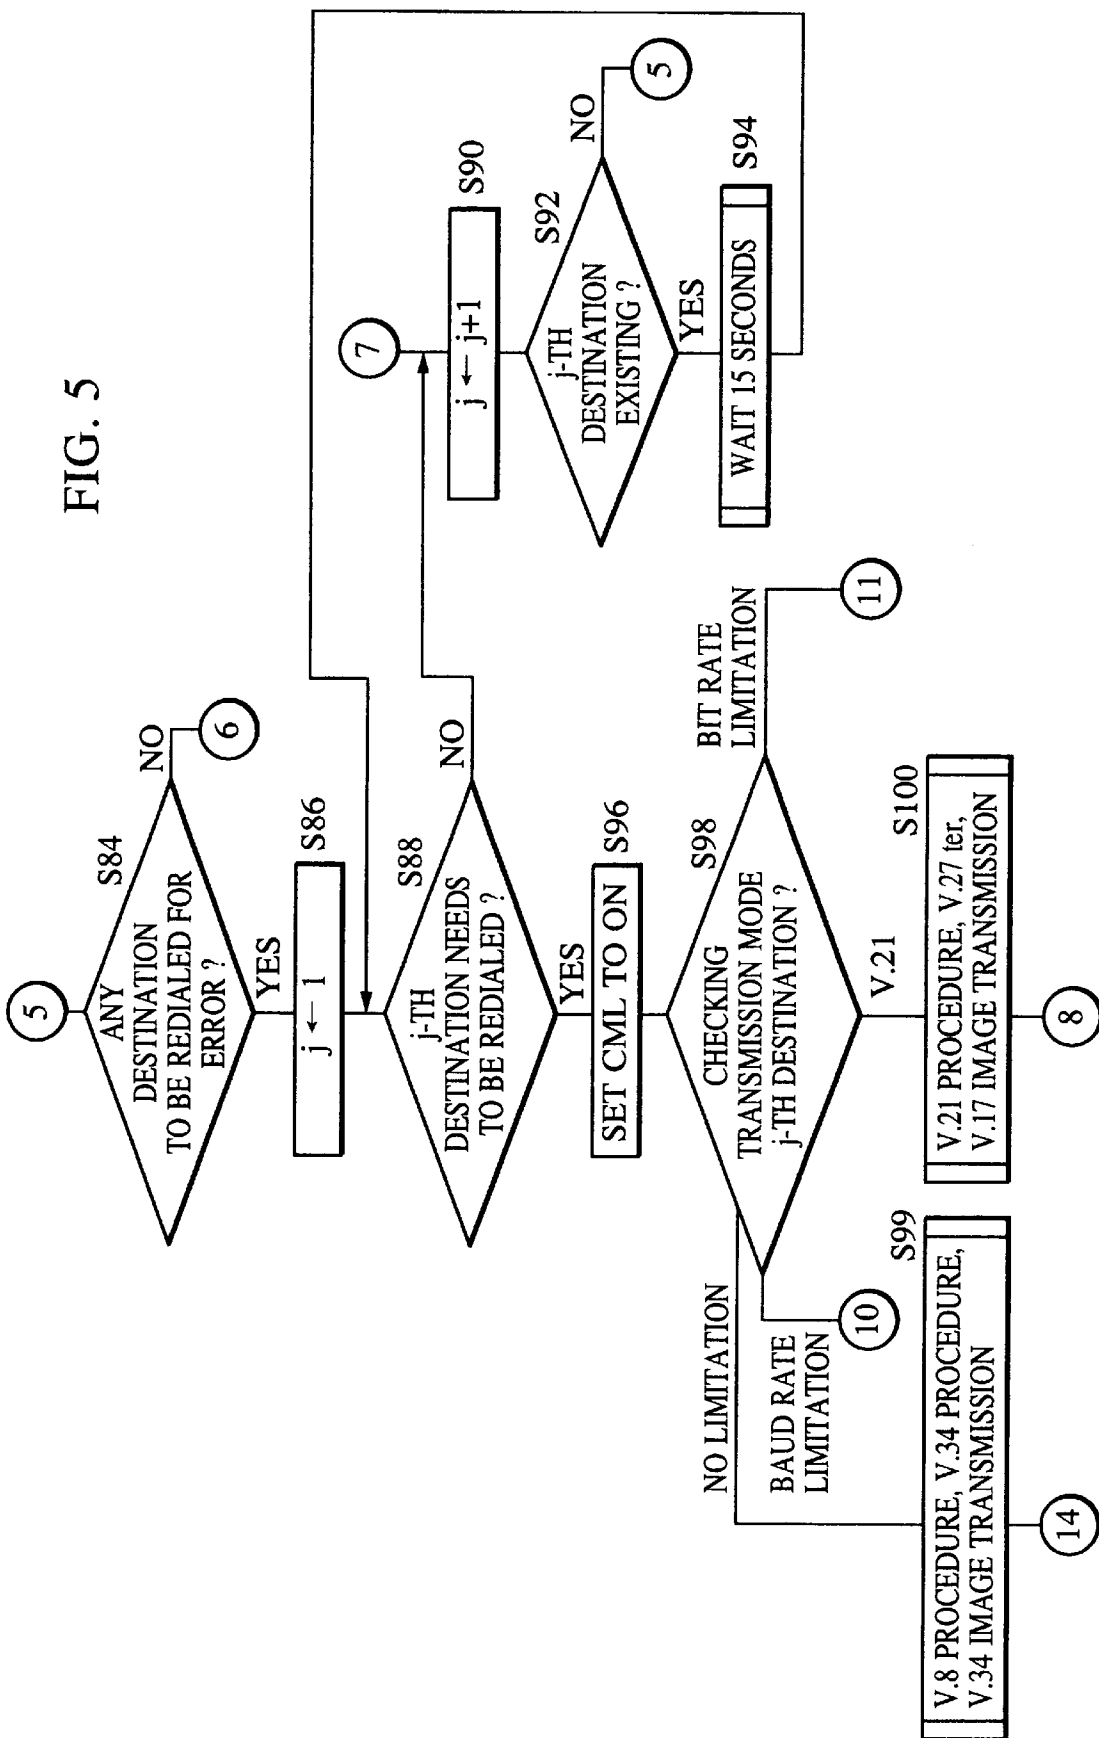 FIG. 5
5
ANY
DESTINATION
TO BE REDIALED FOR
ERROR ?
S84
NO
6
YES
j ← 1
S86
j-TH
DESTINATION NEEDS
TO BE REDIALED ?
S88
NO
YES
7
j ← j+1
S90
j-TH
DESTINATION
EXISTING ?
S92
NO
5
YES
WAIT 15 SECONDS
S94
SET CML TO ON
S96
CHECKING
TRANSMISSION MODE
j-TH DESTINATION ?
S98
NO LIMITATION
BAUD RATE
LIMITATION
10
V.21
BIT RATE
LIMITATION
11
S99
V.8 PROCEDURE, V.34 PROCEDURE,
V.34 IMAGE TRANSMISSION
14
S100
V.21 PROCEDURE, V.27 ter,
V.17 IMAGE TRANSMISSION
8